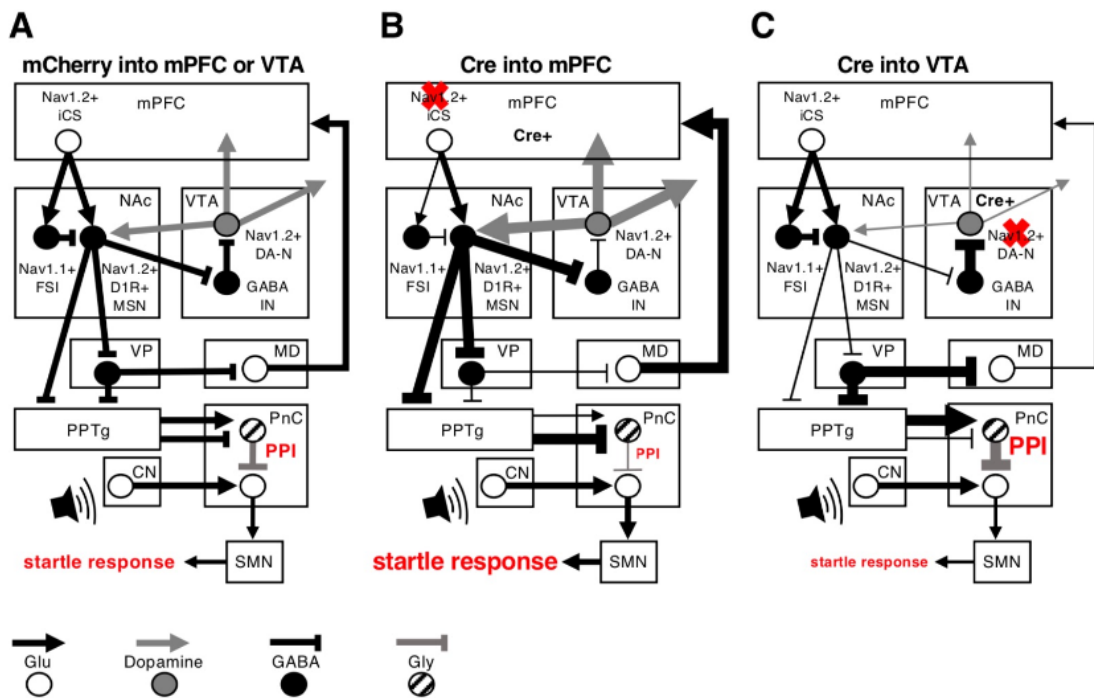 A
mCherry into mPFC or VTA
Nav1.2+
mPFC
iCS
NAc
VTA
Nav1.2+
DA-N
Nav1.1+
FSI
Nav1.2+
D1R+
MSN
GABA
IN
VP
MD
PPTg
PnC
PPI
CN
startle response
SMN
B
Cre into mPFC
Nav1.2+
mPFC
iCS
Cre+
NAc
VTA
Nav1.2+
DA-N
Nav1.1+
FSI
Nav1.2+
D1R+
MSN
GABA
IN
VP
MD
PPTg
PnC
PPI
CN
startle response
SMN
C
Cre into VTA
Nav1.2+
mPFC
iCS
NAc
VTA
Cre+
Nav1.2+
DA-N
Nav1.1+
FSI
Nav1.2+
D1R+
MSN
GABA
IN
VP
MD
PPTg
PnC
PPI
CN
startle response
SMN
Glu
Dopamine
GABA
Gly